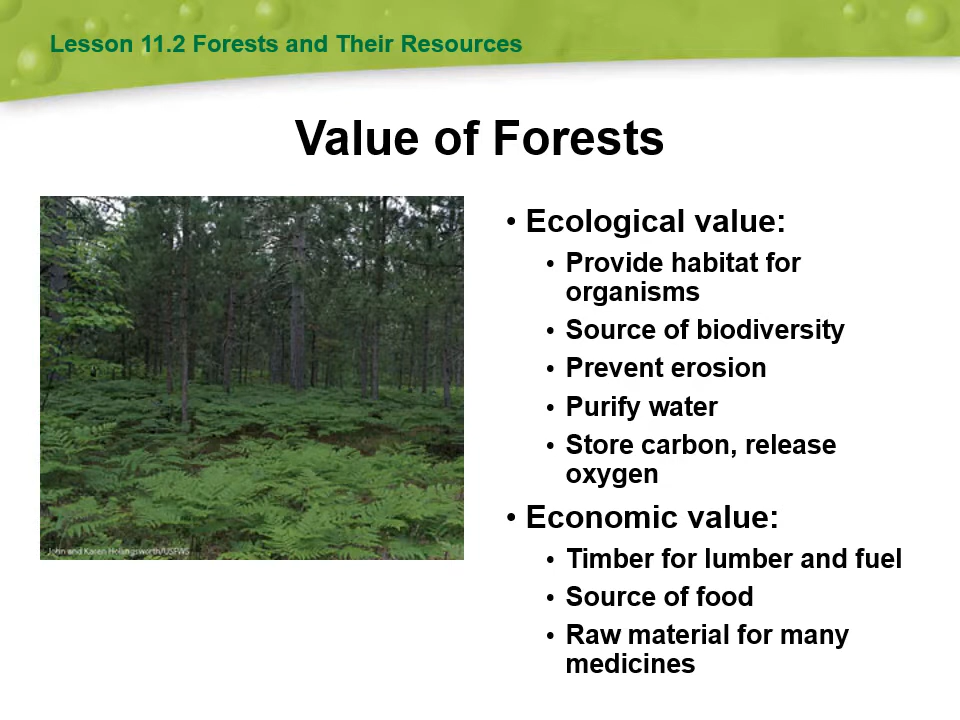 Lesson 11.2 Forests and Their Resources
Value of Forests
• Ecological value:
• Provide habitat for
organisms
• Source of biodiversity
• Prevent erosion
• Purify water
• Store carbon, release
oxygen
• Economic value:
• Timber for lumber and fuel
• Source of food
• Raw material for many
medicines
John and Karen Hollingsworth/USFWS